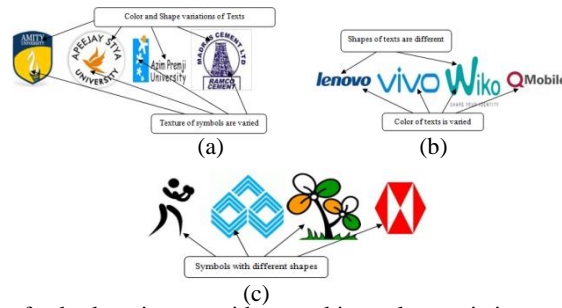 Color and Shape variations of Texts
AMITY
UNIVERSITY
APEEJAY STYA
UNIVERSITY
Azim Premji
University
MADRAS CEMENT LTD
RAMCO
CEMENT
Texture of symbols are varied
(a)
Shapes of texts are different
lenovo
vivo
Wiko
SHARE YOUR IDENTITY
QMobile
Color of texts is varied
(b)
Symbols with different shapes
(c)